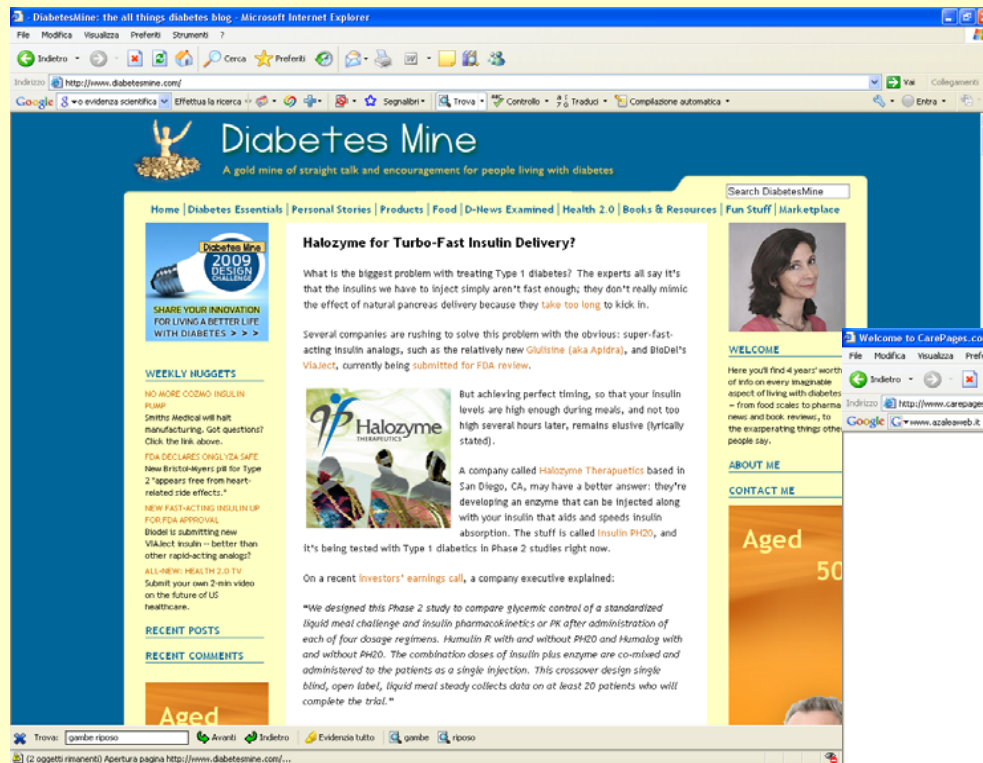 - DiabetesMine: the all things diabetes blog - Microsoft Internet Explorer
File Modifica Visualizza Preferiti Strumenti ?
Indietro Cerca Preferiti
Indirizzo http://www.diabetesmine.com/ Vai Collegamenti
Google o evidenza scientifica Effettua la ricerca Segnalibri Trova Controllo Traduci Compilazione automatica Entra
Diabetes Mine
A gold mine of straight talk and encouragement for people living with diabetes
Search DiabetesMine
Home | Diabetes Essentials | Personal Stories | Products | Food | D-News Examined | Health 2.0 | Books & Resources | Fun Stuff | Marketplace
Diabetes Mine
2009
DESIGN
CHALLENGE
SHARE YOUR INNOVATION
FOR LIVING A BETTER LIFE
WITH DIABETES > > >
WEEKLY NUGGETS
NO MORE COZMO INSULIN
PUMP
Smiths Medical will halt
manufacturing. Got questions?
Click the link above.
FDA DECLARES ONGLYZA SAFE
New Bristol-Myers pill for Type
2 "appears free from heart-
related side effects."
NEW FAST-ACTING INSULIN UP
FOR FDA APPROVAL
Biodel is submitting new
VIAJect insulin -- better than
other rapid-acting analogs?
ALL-NEW: HEALTH 2.0 TV
Submit your own 2-min video
on the future of US
healthcare.
RECENT POSTS
RECENT COMMENTS
Aged
Halozyme for Turbo-Fast Insulin Delivery?
What is the biggest problem with treating Type 1 diabetes? The experts all say it's
that the insulins we have to inject simply aren't fast enough; they don't really mimic
the effect of natural pancreas delivery because they take too long to kick in.
Several companies are rushing to solve this problem with the obvious: super-fast-
acting insulin analogs, such as the relatively new Glulisine (aka Apidra), and BioDel's
ViaJect, currently being submitted for FDA review.
Halozyme
THERAPEUTICS
But achieving perfect timing, so that your insulin
levels are high enough during meals, and not too
high several hours later, remains elusive (lyrically
stated).
A company called Halozyme Therapuetics based in
San Diego, CA, may have a better answer: they're
developing an enzyme that can be injected along
with your insulin that aids and speeds insulin
absorption. The stuff is called Insulin PH20, and
it's being tested with Type 1 diabetics in Phase 2 studies right now.
On a recent investors' earnings call, a company executive explained:
"We designed this Phase 2 study to compare glycemic control of a standardized
liquid meal challenge and insulin pharmacokinetics or PK after administration of
each of four dosage regimens. Humulin R with and without PH20 and Humalog with
and without PH20. The combination doses of insulin plus enzyme are co-mixed and
administered to the patients as a single injection. This crossover design single
blind, open label, liquid meal steady collects data on at least 20 patients who will
complete the trial."
WELCOME
Here you'll find 4 years' worth
of info on every imaginable
aspect of living with diabetes
-- from food scales to pharma
news and book reviews, to
the exasperating things other
people say.
ABOUT ME
CONTACT ME
Aged
50
Welcome to CarePages.co
File Modifica Visualizza Pref
Indietro
Indirizzo http://www.carepages
Google www.azaleaweb.it
Trova: gambe riposo Avanti Indietro Evidenzia tutto gambe riposo
(2 oggetti rimanenti) Apertura pagina http://www.diabetesmine.com/...